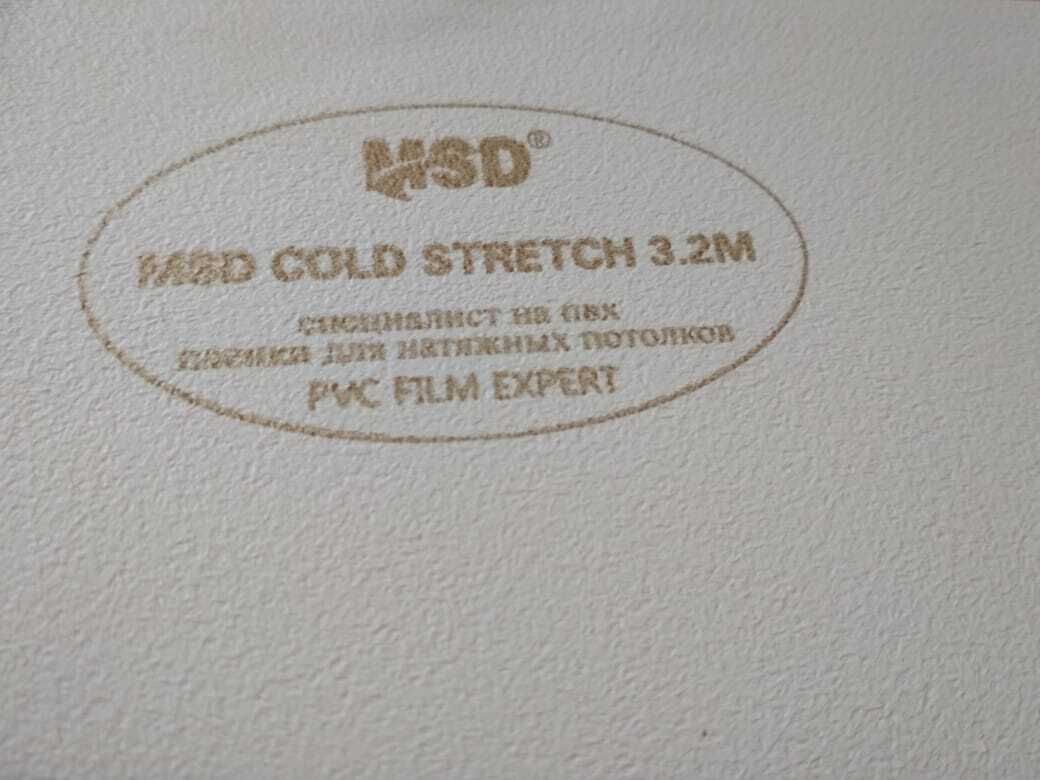 MSD®
MSD COLD STRETCH 3.2M
специалист на пвх
пленки для натяжных потолков
PVC FILM EXPERT